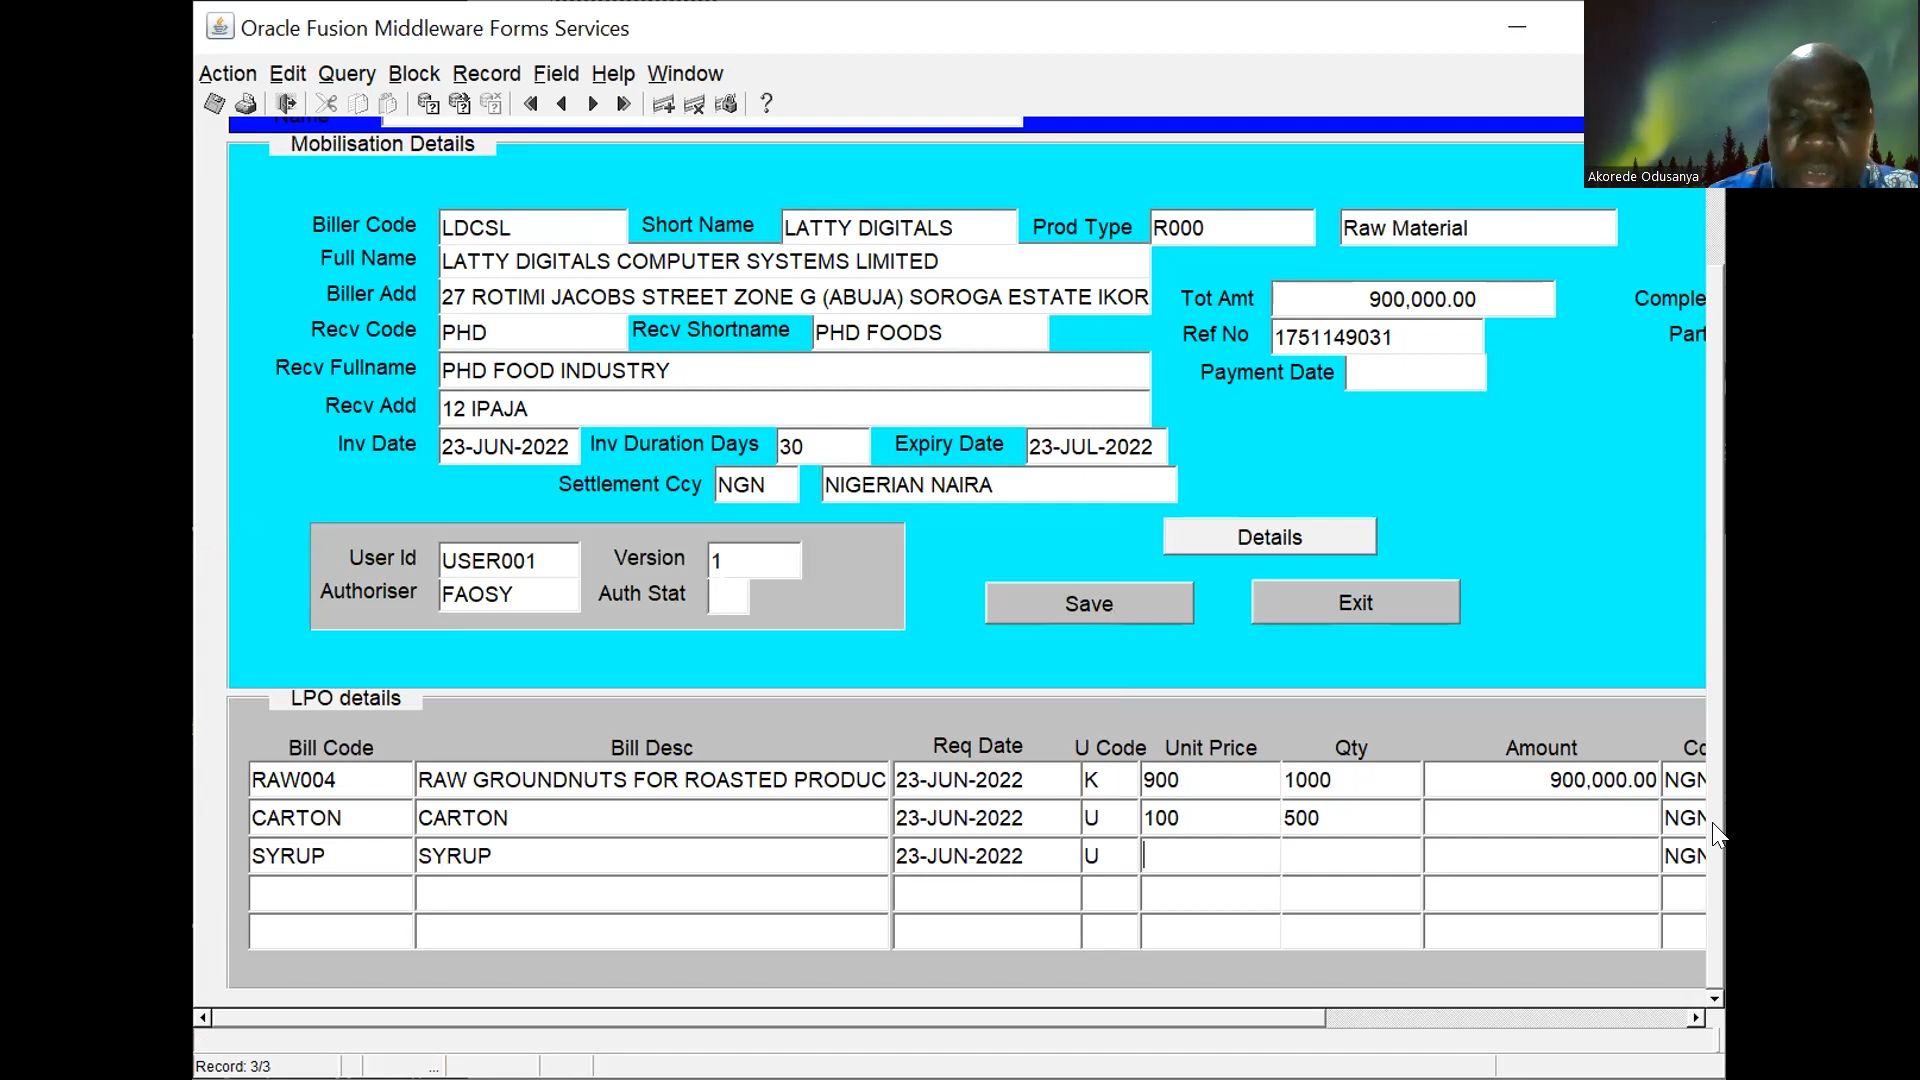 Oracle Fusion Middleware Forms Services
Action Edit Query Block Record Field Help Window
Name
Mobilisation Details
Akorede Odusanya
Biller Code LDCSL Short Name LATTY DIGITALS Prod Type R000 Raw Material
Full Name LATTY DIGITALS COMPUTER SYSTEMS LIMITED
Biller Add 27 ROTIMI JACOBS STREET ZONE G (ABUJA) SOROGA ESTATE IKOR Tot Amt 900,000.00 Comple
Recv Code PHD Recv Shortname PHD FOODS Ref No 1751149031 Part
Recv Fullname PHD FOOD INDUSTRY Payment Date
Recv Add 12 IPAJA
Inv Date 23-JUN-2022 Inv Duration Days 30 Expiry Date 23-JUL-2022
Settlement Ccy NGN NIGERIAN NAIRA
Details
User Id USER001 Version 1
Authoriser FAOSY Auth Stat
Save Exit
LPO details
Bill Code Bill Desc Req Date U Code Unit Price Qty Amount Cc
RAW004 RAW GROUNDNUTS FOR ROASTED PRODUC 23-JUN-2022 K 900 1000 900,000.00 NGN
CARTON CARTON 23-JUN-2022 U 100 500 NGN
SYRUP SYRUP 23-JUN-2022 U NGN
Record: 3/3 ...